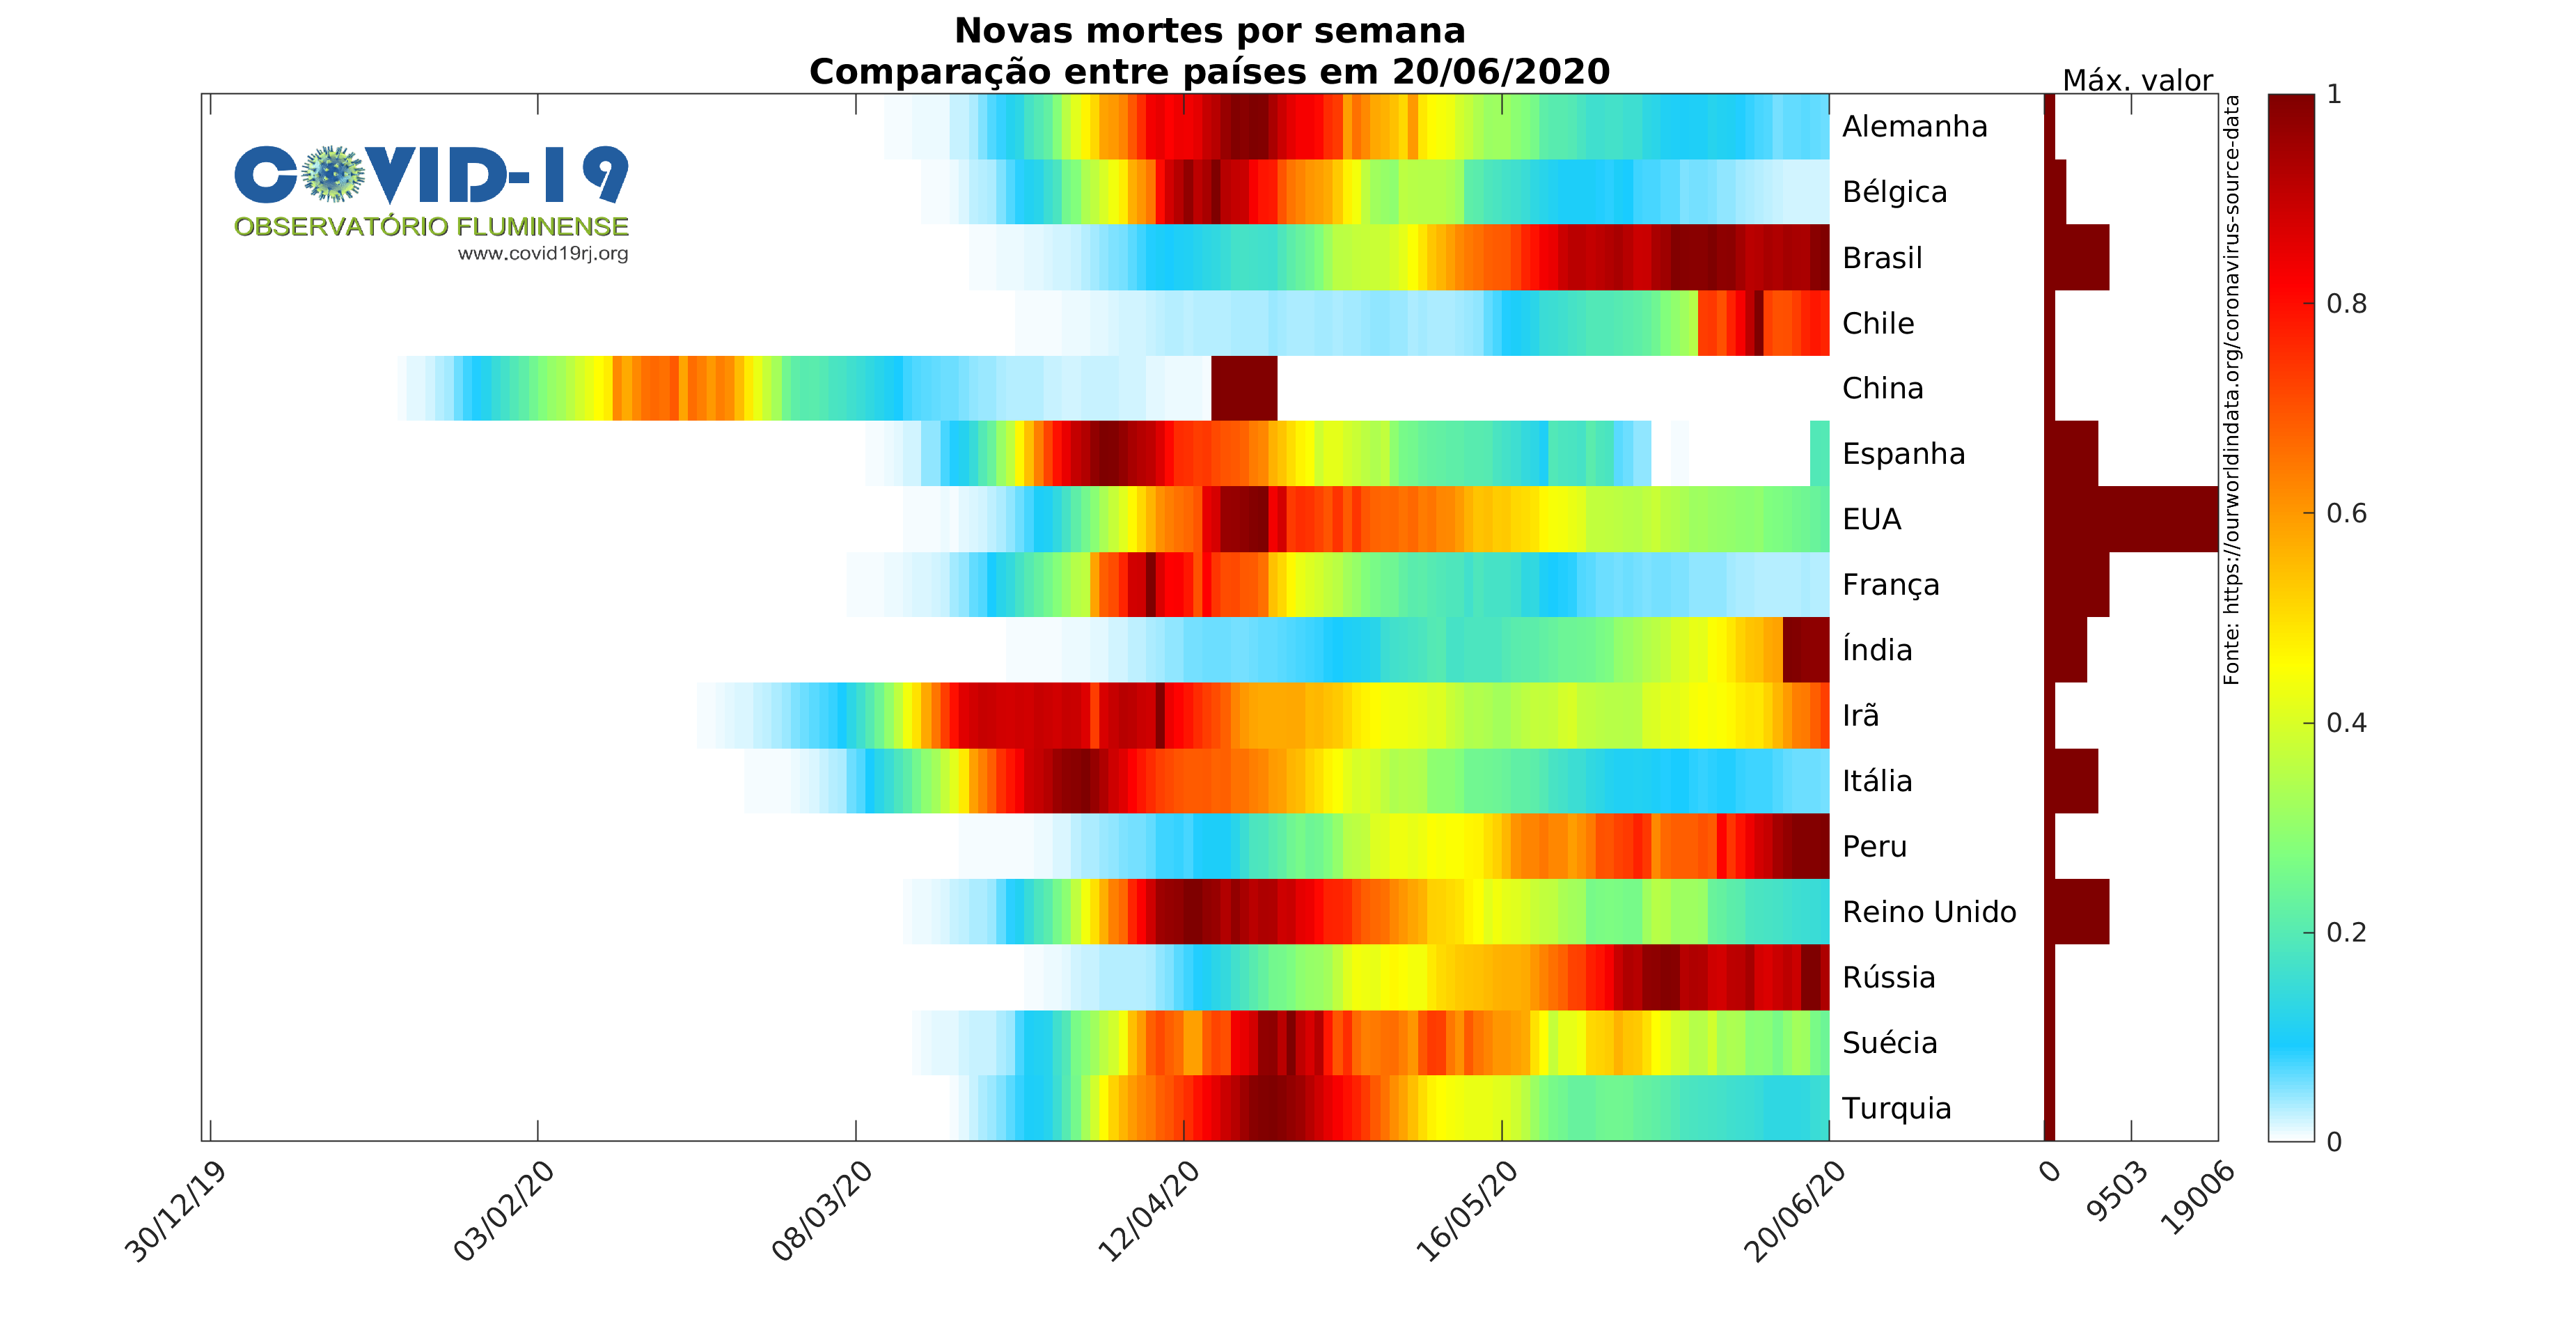 Novas mortes por semana
Comparação entre países em 20/06/2020
Máx. valor
COVID-19
OBSERVATÓRIO FLUMINENSE
www.covid19rj.org
Alemanha
Bélgica
Brasil
Chile
China
Espanha
EUA
França
Índia
Irã
Itália
Peru
Reino Unido
Rússia
Suécia
Turquia
Fonte: https://ourworldindata.org/coronavirus-source-data
1
0.8
0.6
0.4
0.2
0
30/12/19
03/02/20
08/03/20
12/04/20
16/05/20
20/06/20
0
9503
19006